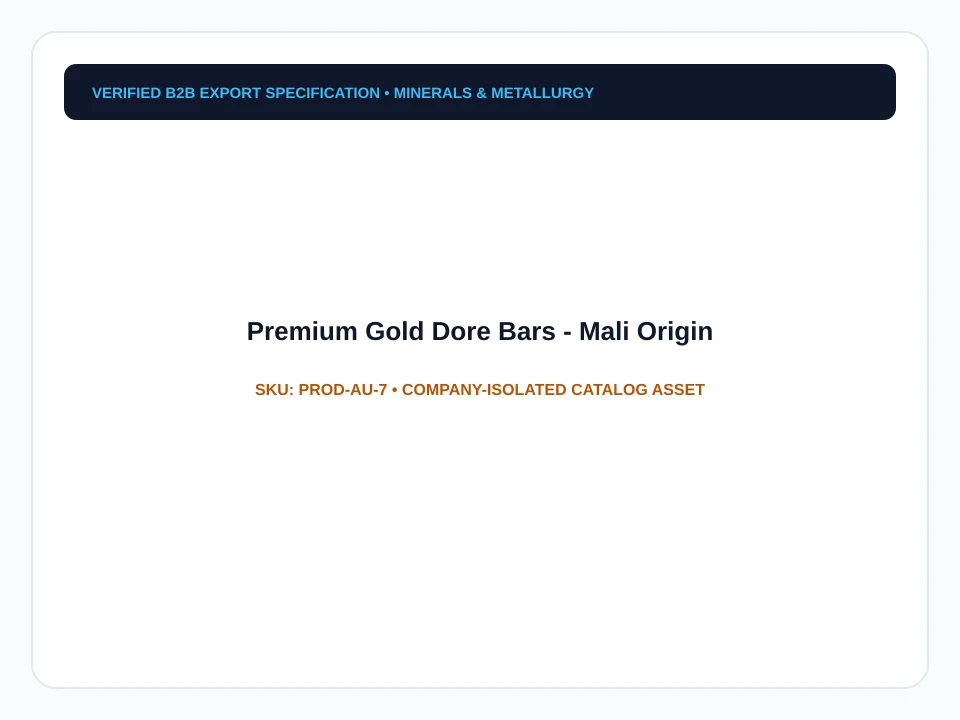 VERIFIED B2B EXPORT SPECIFICATION • MINERALS & METALLURGY
Premium Gold Dore Bars - Mali Origin
SKU: PROD-AU-7 • COMPANY-ISOLATED CATALOG ASSET